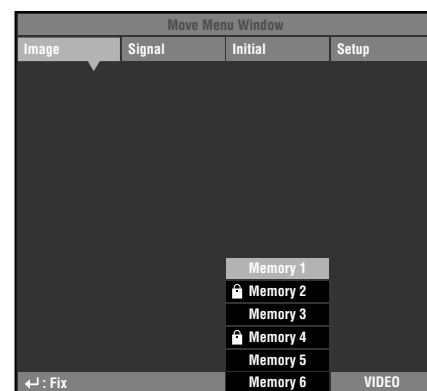 Move Menu Window
Image Signal Initial Setup
Memory 1
Memory 2
Memory 3
Memory 4
Memory 5
↵ : Fix Memory 6 VIDEO